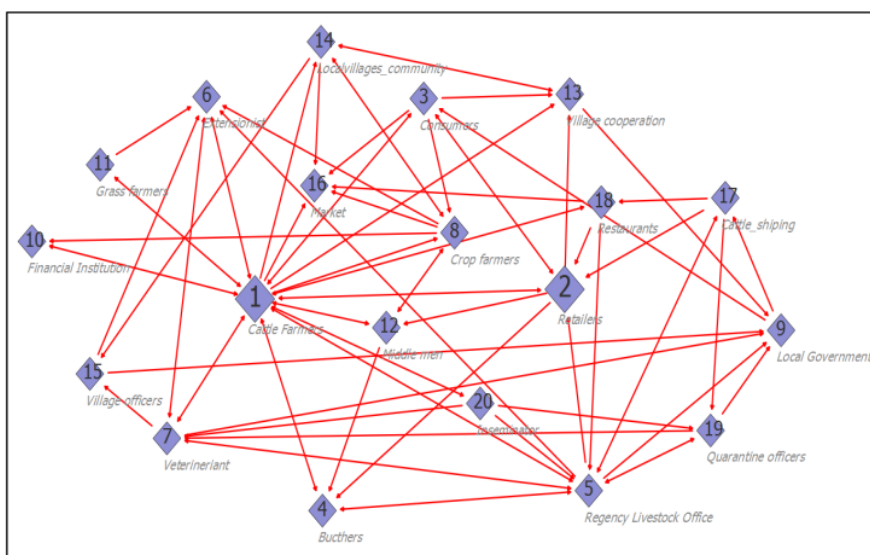 14
Localvillages_community
6
Extensionist
3
Consumers
13
Village cooperation
11
Grass farmers
16
Market
18
Restaurants
17
Cattle_shiping
10
Financial Institution
8
Crop farmers
1
Cattle Farmers
2
Retailers
12
Middle men
9
Local Government
15
Village officers
20
Inseminator
7
Veterineriant
19
Quarantine officers
5
Regency Livestock Office
4
Bucthers